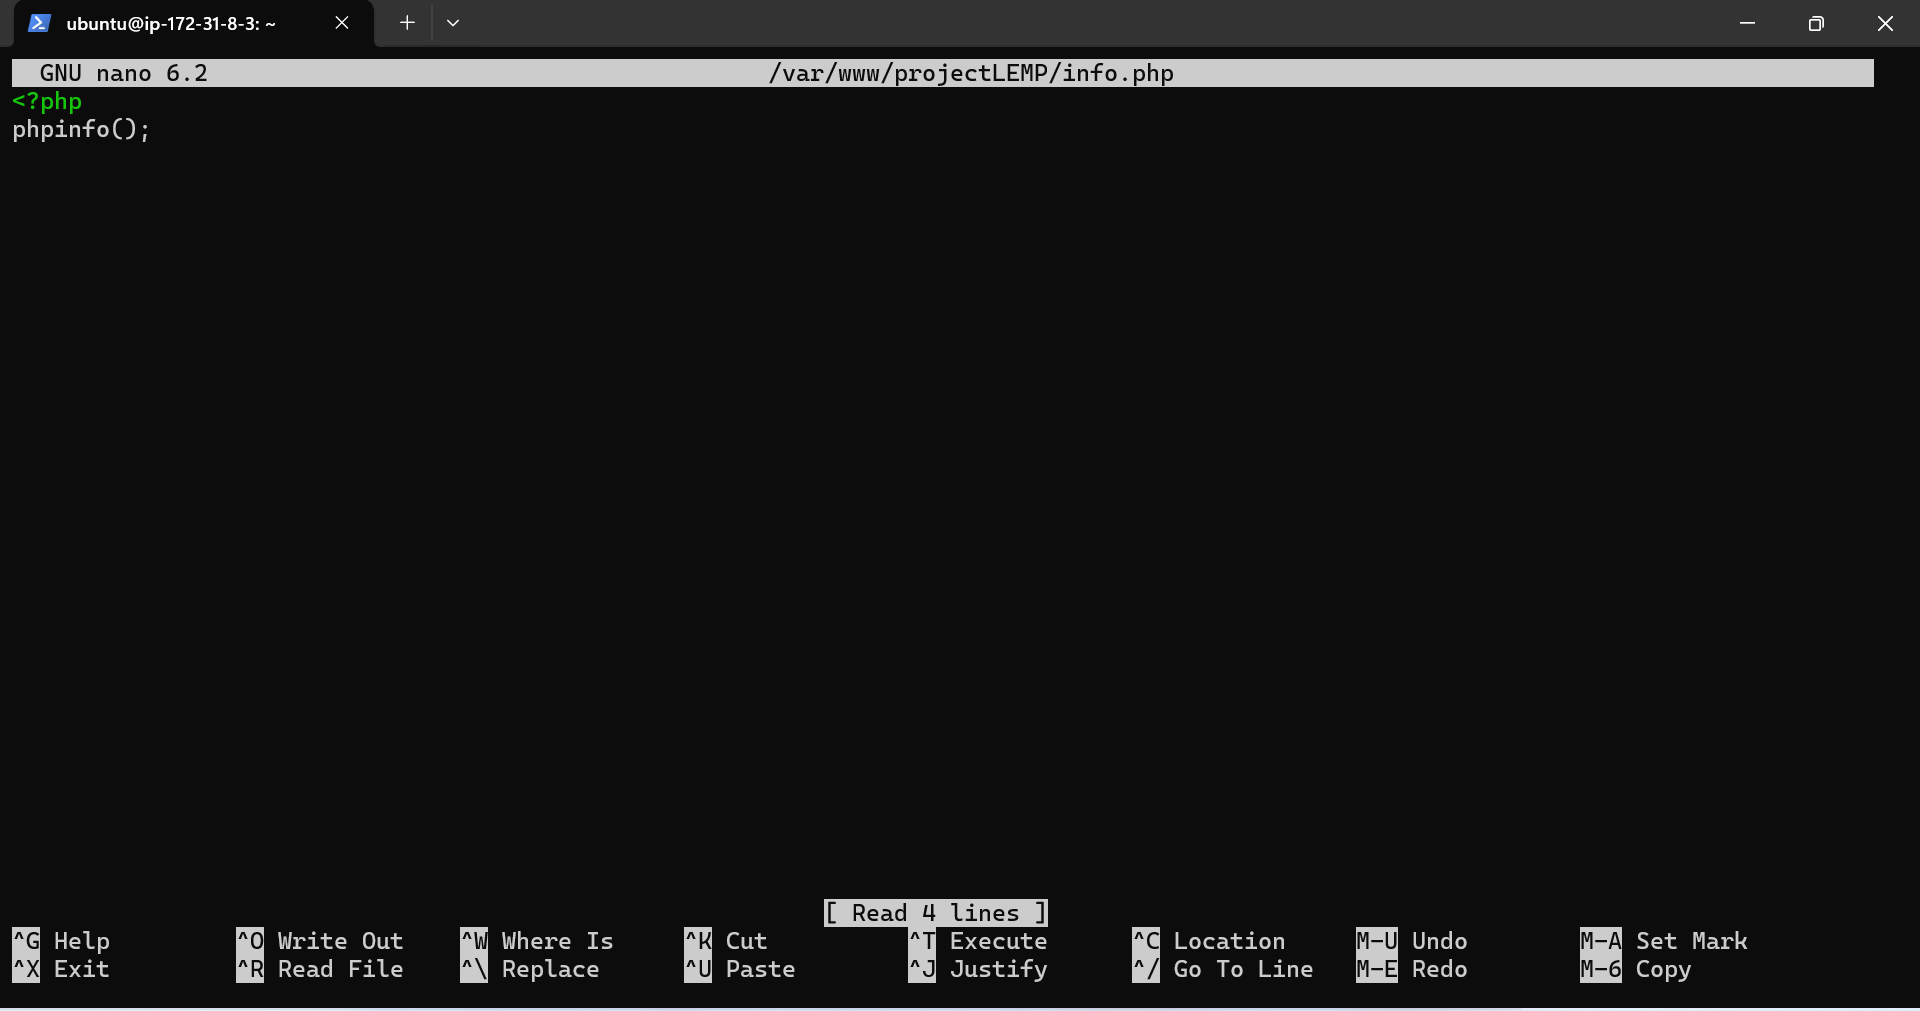 ubuntu@ip-172-31-8-3: ~
GNU nano 6.2 /var/www/projectLEMP/info.php
<?php
phpinfo();
[ Read 4 lines ]
^G Help ^O Write Out ^W Where Is ^K Cut ^T Execute ^C Location M-U Undo M-A Set Mark
^X Exit ^R Read File ^\ Replace ^U Paste ^J Justify ^/ Go To Line M-E Redo M-6 Copy